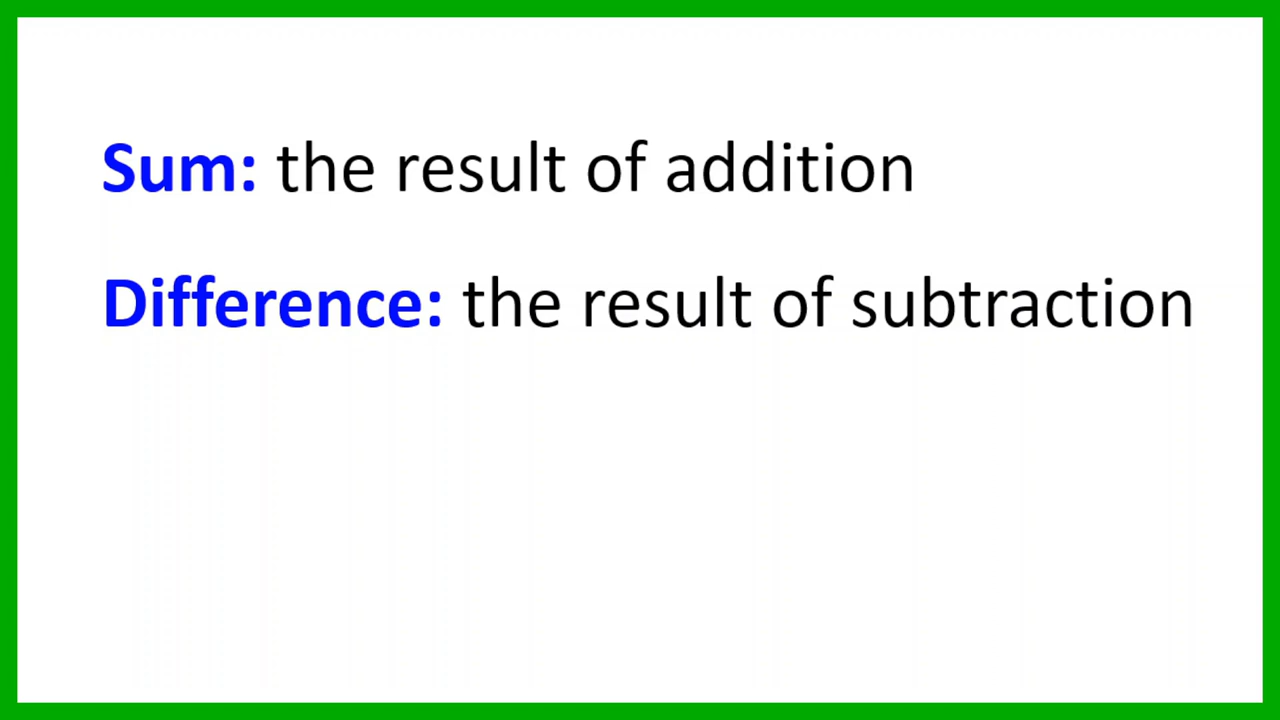 Sum: the result of addition
Difference: the result of subtraction